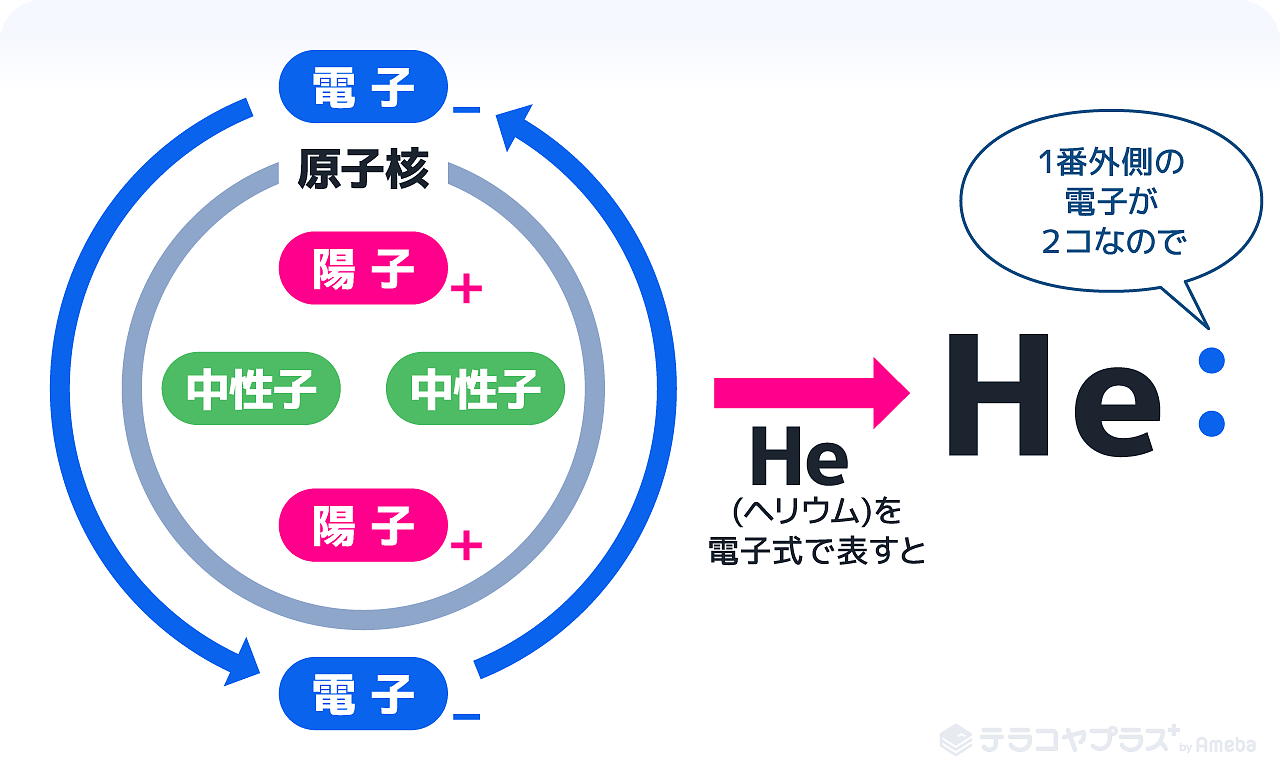 電子
−
原子核
陽子
+
中性子 中性子
陽子
+
電子
−
He
(ヘリウム)を
電子式で表すと
1番外側の
電子が
2コなので
He:
テラコヤプラス+ by Ameba